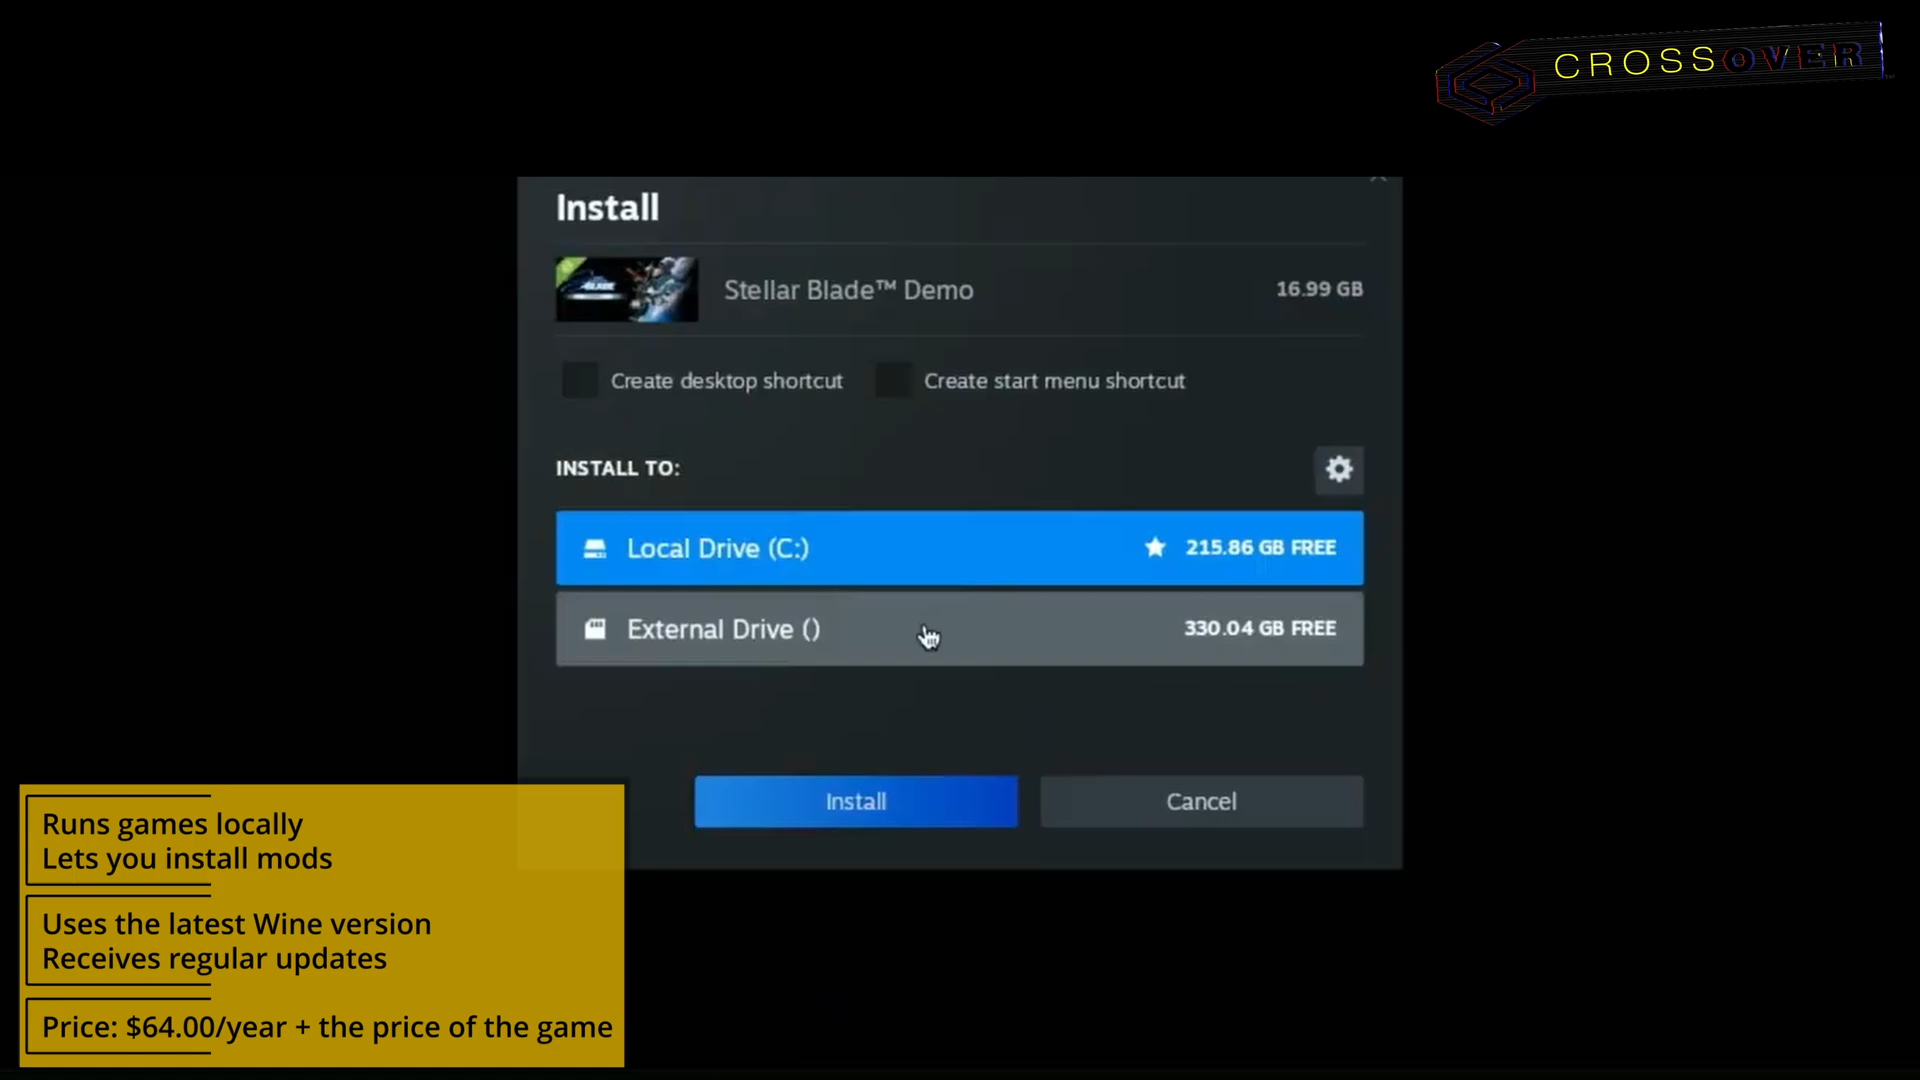 CROSSOVER
Install
Stellar Blade™ Demo
16.99 GB
Create desktop shortcut
Create start menu shortcut
INSTALL TO:
Local Drive (C:)
215.86 GB FREE
External Drive ()
330.04 GB FREE
Install
Cancel
Runs games locally
Lets you install mods
Uses the latest Wine version
Receives regular updates
Price: $64.00/year + the price of the game